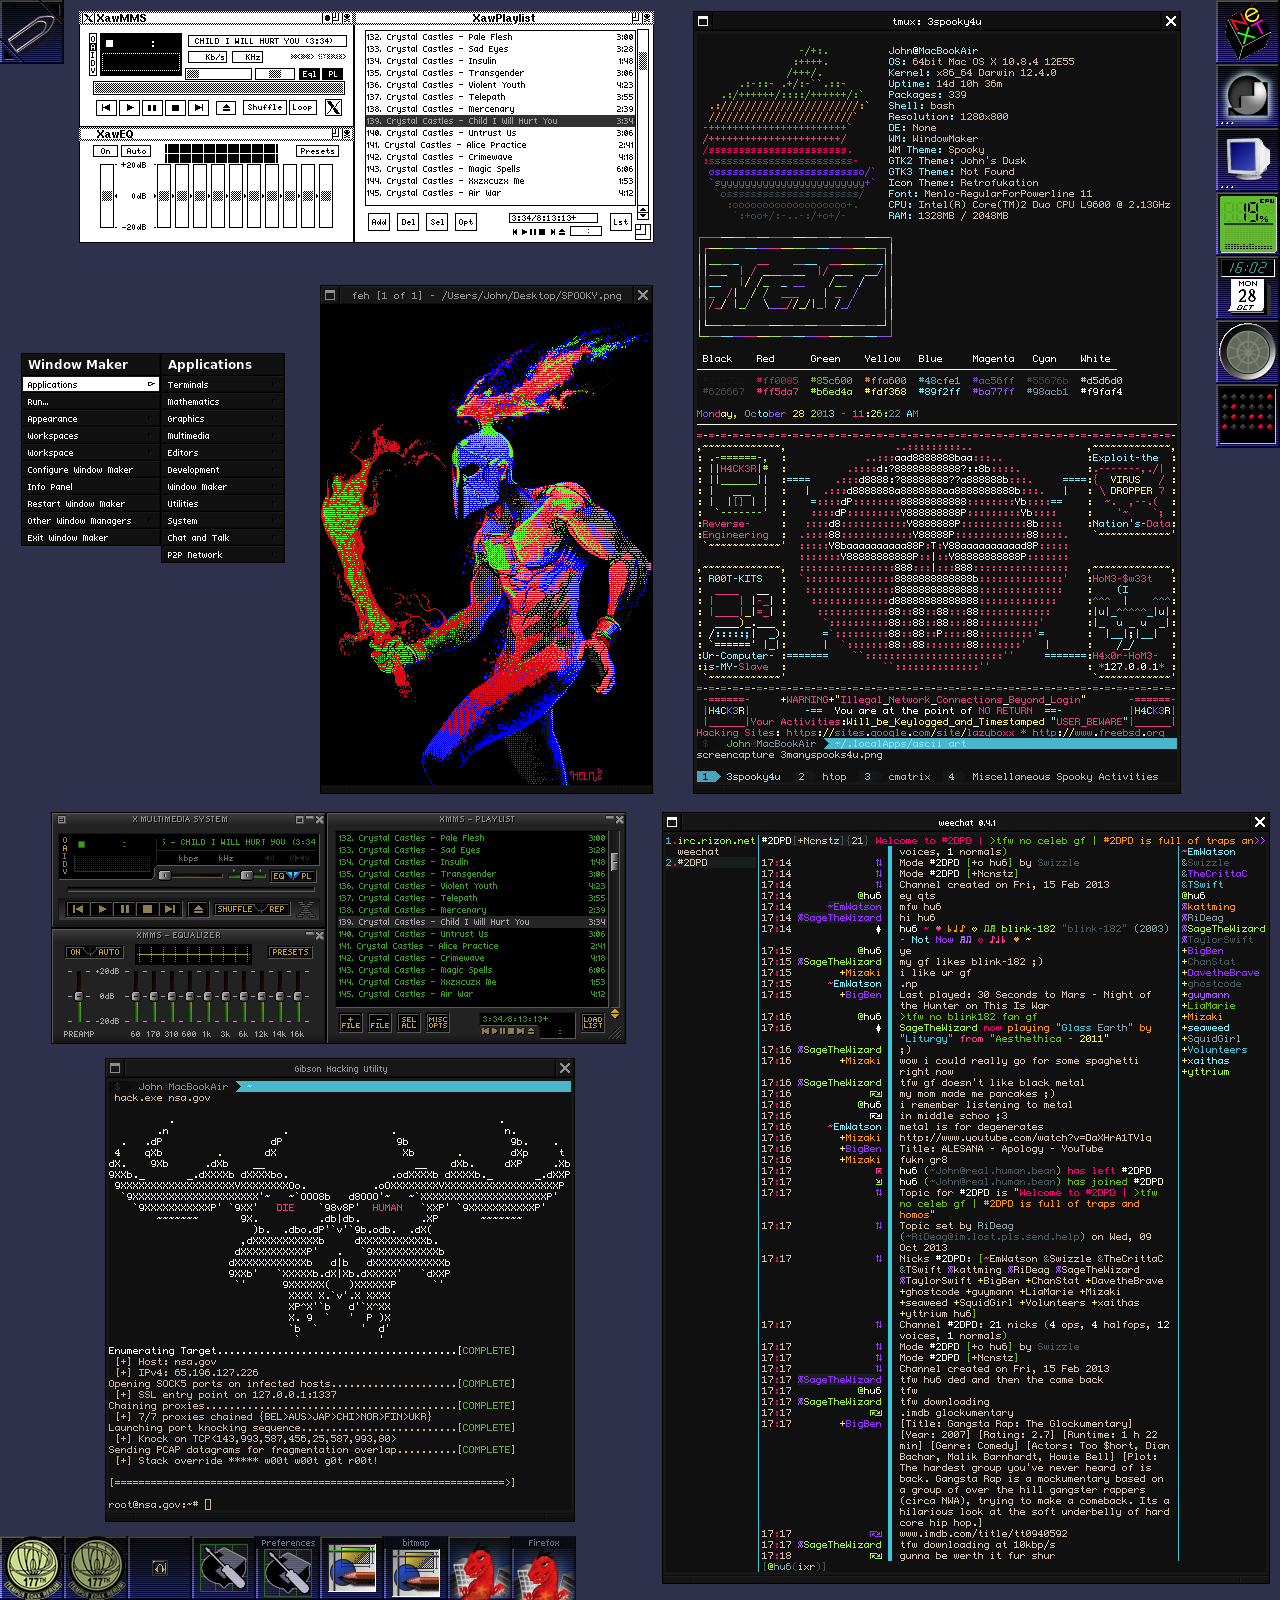 XawMMS
CHILD I WILL HURT YOU (3:34)
Kb/s KHz
MONO STEREO
Eql PL
Shuffle Loop
O
A
I
D
V
XawEQ
On Auto Presets
+20dB
0dB
-20dB
XawPlaylist
132. Crystal Castles - Pale Flesh 3:00
133. Crystal Castles - Sad Eyes 3:28
134. Crystal Castles - Insulin 1:48
135. Crystal Castles - Transgender 3:06
136. Crystal Castles - Violent Youth 4:23
137. Crystal Castles - Telepath 3:55
138. Crystal Castles - Mercenary 2:39
139. Crystal Castles - Child I Will Hurt You 3:34
140. Crystal Castles - Untrust Us 3:06
141. Crystal Castles - Alice Practice 2:41
142. Crystal Castles - Crimewave 4:18
143. Crystal Castles - Magic Spells 6:06
144. Crystal Castles - Xxzxcuzx Me 1:53
145. Crystal Castles - Air War 4:12
Add Del Sel Opt 3:34/8:13:13+ Lst
tmux: 3spooky4u
John@MacBookAir
OS: 64bit Mac OS X 10.8.4 12E55
Kernel: x86_64 Darwin 12.4.0
Uptime: 14d 10h 36m
Packages: 339
Shell: bash
Resolution: 1280x800
DE: None
WM: WindowMaker
WM Theme: Spooky
GTK2 Theme: John's Dusk
GTK3 Theme: Not Found
Icon Theme: Retrofukation
Font: Menlo-RegularForPowerline 11
CPU: Intel(R) Core(TM)2 Duo CPU L9600 @ 2.13GHz
RAM: 1328MB / 2048MB
Black Red Green Yellow Blue Magenta Cyan White
#ff0085 #85c600 #ffa600 #48cfe1 #ac56ff #55676b #d5d6d0
#626667 #ff5da7 #b6ed4a #fdf368 #89f2ff #ba77ff #98acb1 #f9faf4
Monday, October 28 2013 - 11:26:22 AM
H4CK3R
Reverse-
Engineering
Exploit-the
VIRUS
DROPPER
Nation's-Data
R00T-KITS
Ur-Computer-
is-MY-Slave
HoM3-$w33t
H4x0r-HoM3-
*127.0.0.1*
+WARNING+"Illegal_Network_Connections_Beyond_Login"
|H4CK3R| -== You are at the point of NO RETURN ==- |H4CK3R|
|______|Your Activities:Will_be_Keylogged_and_Timestamped "USER_BEWARE"|______|
Hacking Sites: https://sites.google.com/site/lazyboxx * http://www.freebsd.org
$ John@MacBookAir ~/.localApps/ascii art
screencapture 3manyspooks4u.png
1 3spooky4u 2 htop 3 cmatrix 4 Miscellaneous Spooky Activities
NeXT
19%
CPU
16:02
MON
28
OCT
feh [1 of 1] - /Users/John/Desktop/SPOOKY.png
Window Maker
Applications
Run...
Appearance
Workspaces
Workspace
Configure Window Maker
Info Panel
Restart Window Maker
Other Window Managers
Exit Window Maker
Applications
Terminals
Mathematics
Graphics
Multimedia
Editors
Development
Window Maker
Utilities
System
Chat and Talk
P2P Network
X MULTIMEDIA SYSTEM
- CHILD I WILL HURT YOU (3:34
kbps kHz
EQ PL
SHUFFLE REP
O
A
I
D
V
XMMS - EQUALIZER
ON AUTO PRESETS
+20dB
0dB
-20dB
PREAMP 60 170 310 600 1k 3k 6k 12k 14k 16k
XMMS - PLAYLIST
132. Crystal Castles - Pale Flesh 3:00
133. Crystal Castles - Sad Eyes 3:28
134. Crystal Castles - Insulin 1:48
135. Crystal Castles - Transgender 3:06
136. Crystal Castles - Violent Youth 4:23
137. Crystal Castles - Telepath 3:55
138. Crystal Castles - Mercenary 2:39
139. Crystal Castles - Child I Will Hurt You 3:34
140. Crystal Castles - Untrust Us 3:06
141. Crystal Castles - Alice Practice 2:41
142. Crystal Castles - Crimewave 4:18
143. Crystal Castles - Magic Spells 6:06
144. Crystal Castles - Xxzxcuzx Me 1:53
145. Crystal Castles - Air War 4:12
+ FILE - FILE SEL ALL MISC OPTS 3:34/8:13:13+ LOAD LIST
Gibson Hacking Utility
$ John@MacBookAir ~
hack.exe nsa.gov
DIE HUMAN
Enumerating Target...........................................[COMPLETE]
[+] Host: nsa.gov
[+] IPv4: 65.196.127.226
Opening SOCK5 ports on infected hosts.......................[COMPLETE]
[+] SSL entry point on 127.0.0.1:1337
Chaining proxies............................................[COMPLETE]
[+] 7/7 proxies chained {BEL>AUS>JAP>CHI>NOR>FIN>UKR}
Launching port knocking sequence............................[COMPLETE]
[+] Knock on TCP<143,993,587,456,25,587,993,80>
Sending PCAP datagrams for fragmentation overlap..........[COMPLETE]
[+] Stack override ***** w00t w00t g0t r00t!
[=====================================================>]
root@nsa.gov:~#
weechat 0.4.1
1.irc.rizon.net
weechat
2.#2DPD
#2DPD[+Ncnstz](21) Welcome to #2DPD | >tfw no celeb gf | #2DPD is full of traps an>>
voices, 1 normals)
17:14 Mode #2DPD [+o hu6] by Swizzle
17:14 Mode #2DPD [+Ncnstz]
17:14 Channel created on Fri, 15 Feb 2013
17:14 @hu6 ey qts
17:14 ~EmWatson mfw hu6
17:14 %SageTheWizard hi hu6
17:14 hu6 ~ ♥ blink-182 "blink-182" (2003)
- Not Now ♥ ~
17:15 @hu6 ye
17:15 %SageTheWizard my gf likes blink-182 ;)
17:15 +Mizaki i like ur gf
17:15 ~EmWatson .np
17:15 +BigBen Last played: 30 Seconds to Mars - Night of
the Hunter on This Is War
17:16 @hu6 >tfw no blink182 fan gf
17:16 SageTheWizard now playing "Glass Earth" by
"Liturgy" from "Aesthethica - 2011"
17:16 %SageTheWizard ;)
17:16 +Mizaki wow i could really go for some spaghetti
right now
17:16 %SageTheWizard tfw gf doesn't like black metal
17:16 my mom made me pancakes ;)
17:16 @hu6 i remember listening to metal
17:16 in middle schoo ;3
17:16 ~EmWatson metal is for degenerates
17:16 +Mizaki http://www.youtube.com/watch?v=DaXHrA1TVlq
17:16 +BigBen Title: ALESANA - Apology - YouTube
17:16 +Mizaki fukn gr8
17:17 hu6 (~John@real.human.bean) has left #2DPD
17:17 hu6 (~John@real.human.bean) has joined #2DPD
17:17 Topic for #2DPD is "Welcome to #2DPD | >tfw
no celeb gf | #2DPD is full of traps and
homos"
17:17 Topic set by RiDeag
(~RiDeag@im.lost.pls.send.help) on Wed, 09
Oct 2013
17:17 Nicks #2DPD: [~EmWatson &Swizzle &TheCrittaC
&TSwift %kattming %RiDeag %SageTheWizard
%TaylorSwift +BigBen +ChanStat +DavetheBrave
+ghostcode +guymann +LiaMarie +Mizaki
+seaweed +SquidGirl +Volunteers +xaithas
+yttrium hu6]
17:17 Channel #2DPD: 21 nicks (4 ops, 4 halfops, 12
voices, 1 normals)
17:17 Mode #2DPD [+o hu6] by Swizzle
17:17 Mode #2DPD [+Ncnstz]
17:17 Channel created on Fri, 15 Feb 2013
17:17 %SageTheWizard tfw hu6 ded and then the came back
17:17 @hu6 tfw
17:17 %SageTheWizard tfw downloading
17:17 .imdb glockumentary
17:17 +BigBen [Title: Gangsta Rap: The Glockumentary]
[Year: 2007] [Rating: 2.7] [Runtime: 1 h 22
min] [Genre: Comedy] [Actors: Too $hort, Dian
Bachar, Malik Barnhardt, Howie Bell] [Plot:
The hardest group you've never heard of is
back. Gangsta Rap is a mockumentary based on
a group of over the hill gangster rappers
(circa NWA), trying to make a comeback. Its a
hilarious look at the soft underbelly of hard
core hip hop.]
17:17 www.imdb.com/title/tt0940592
17:17 %SageTheWizard tfw downloading at 10kbp/s
17:18 gunna be worth it fur shur
[@hu6(ixr)]
~EmWatson
&Swizzle
&TheCrittaC
&TSwift
@hu6
%kattming
%RiDeag
%SageTheWizard
%TaylorSwift
+BigBen
+ChanStat
+DavetheBrave
+ghostcode
+guymann
+LiaMarie
+Mizaki
+seaweed
+SquidGirl
+Volunteers
+xaithas
+yttrium
177TH
177TH
Preferences
bitmap
Firefox